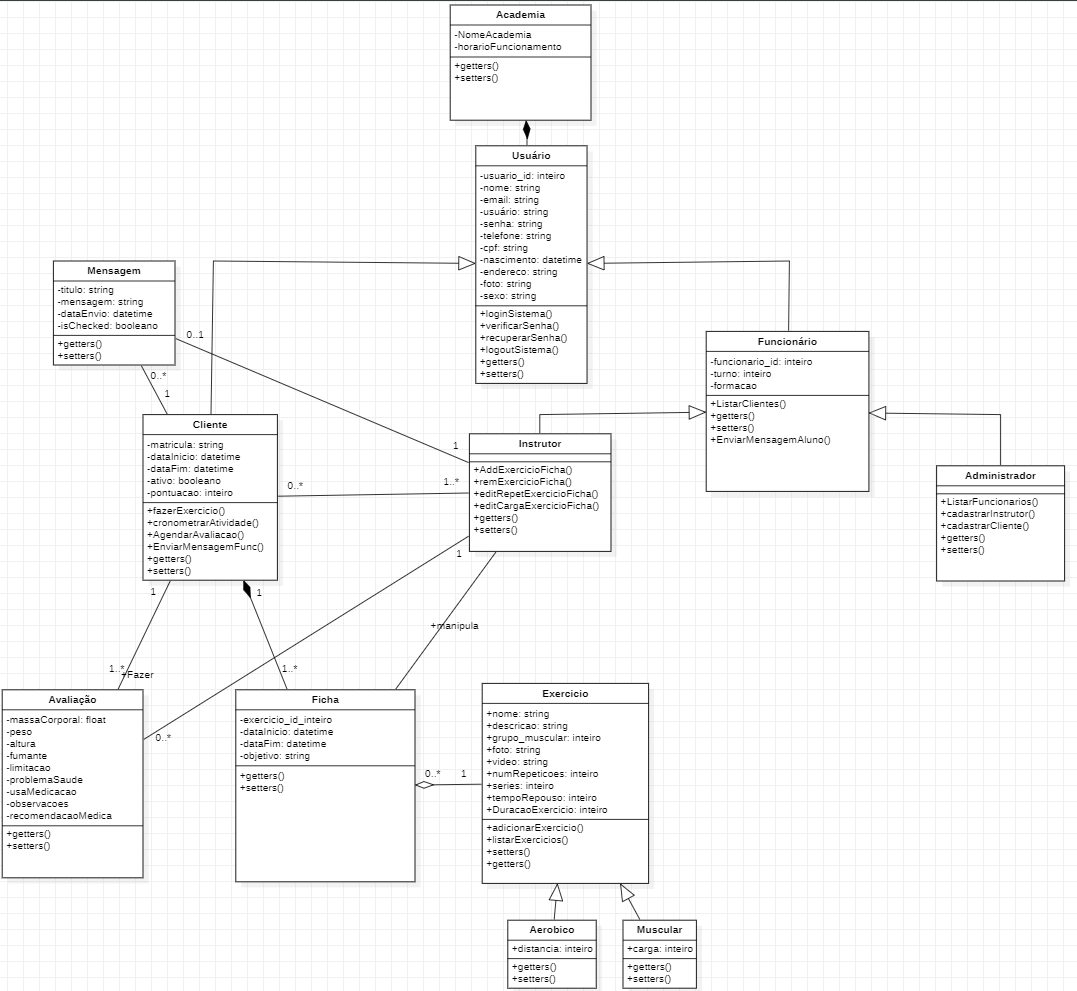 Academia
-NomeAcademia
-horarioFuncionamento
+getters()
+setters()
Usuário
-usuario_id: inteiro
-nome: string
-email: string
-usuário: string
-senha: string
-telefone: string
-cpf: string
-nascimento: datetime
-endereco: string
-foto: string
-sexo: string
+loginSistema()
+verificarSenha()
+recuperarSenha()
+logoutSistema()
+getters()
+setters()
Mensagem
-titulo: string
-mensagem: string
-dataEnvio: datetime
-isChecked: booleano
+getters()
+setters()
0..1
0..*
1
1
Funcionário
-funcionario_id: inteiro
-turno: inteiro
-formacao
+ListarClientes()
+getters()
+setters()
+EnviarMensagemAluno()
Cliente
-matricula: string
-dataInicio: datetime
-dataFim: datetime
-ativo: booleano
-pontuacao: inteiro
+fazerExercicio()
+cronometrarAtividade()
+AgendarAvaliacao()
+EnviarMensagemFunc()
+getters()
+setters()
0..*
1..*
Instrutor
+AddExercicioFicha()
+remExercicioFicha()
+editRepetExercicioFicha()
+editCargaExercicioFicha()
+getters()
+setters()
Administrador
+ListarFuncionarios()
+cadastrarInstrutor()
+cadastrarCliente()
+getters()
+setters()
1
1
1
+manipula
1..*
+Fazer
1..*
0..*
Avaliação
-massaCorporal: float
-peso
-altura
-fumante
-limitacao
-problemaSaude
-usaMedicacao
-observacoes
-recomendacaoMedica
+getters()
+setters()
Ficha
-exercicio_id_inteiro
-dataInicio: datetime
-dataFim: datetime
-objetivo: string
+getters()
+setters()
0..*
1
Exercicio
+nome: string
+descricao: string
+grupo_muscular: inteiro
+foto: string
+video: string
+numRepeticoes: inteiro
+series: inteiro
+tempoRepouso: inteiro
+DuracaoExercicio: inteiro
+adicionarExercicio()
+listarExercicios()
+setters()
+getters()
Aerobico
+distancia: inteiro
+getters()
+setters()
Muscular
+carga: inteiro
+getters()
+setters()